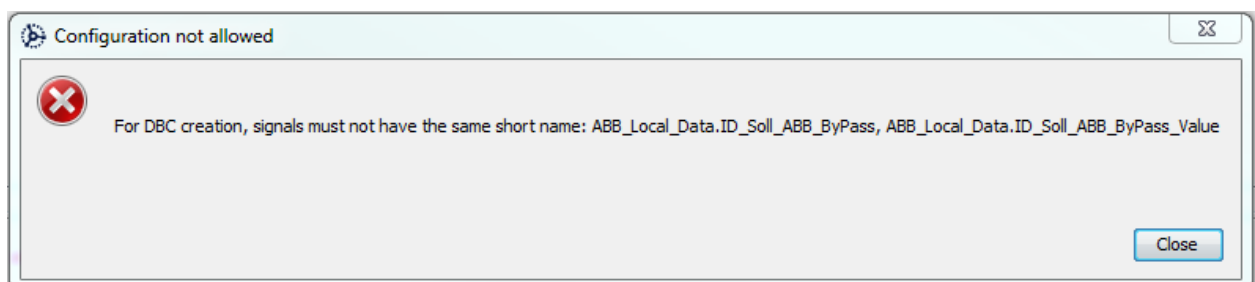 Configuration not allowed
For DBC creation, signals must not have the same short name: ABB_Local_Data.ID_Soll_ABB_ByPass, ABB_Local_Data.ID_Soll_ABB_ByPass_Value
Close